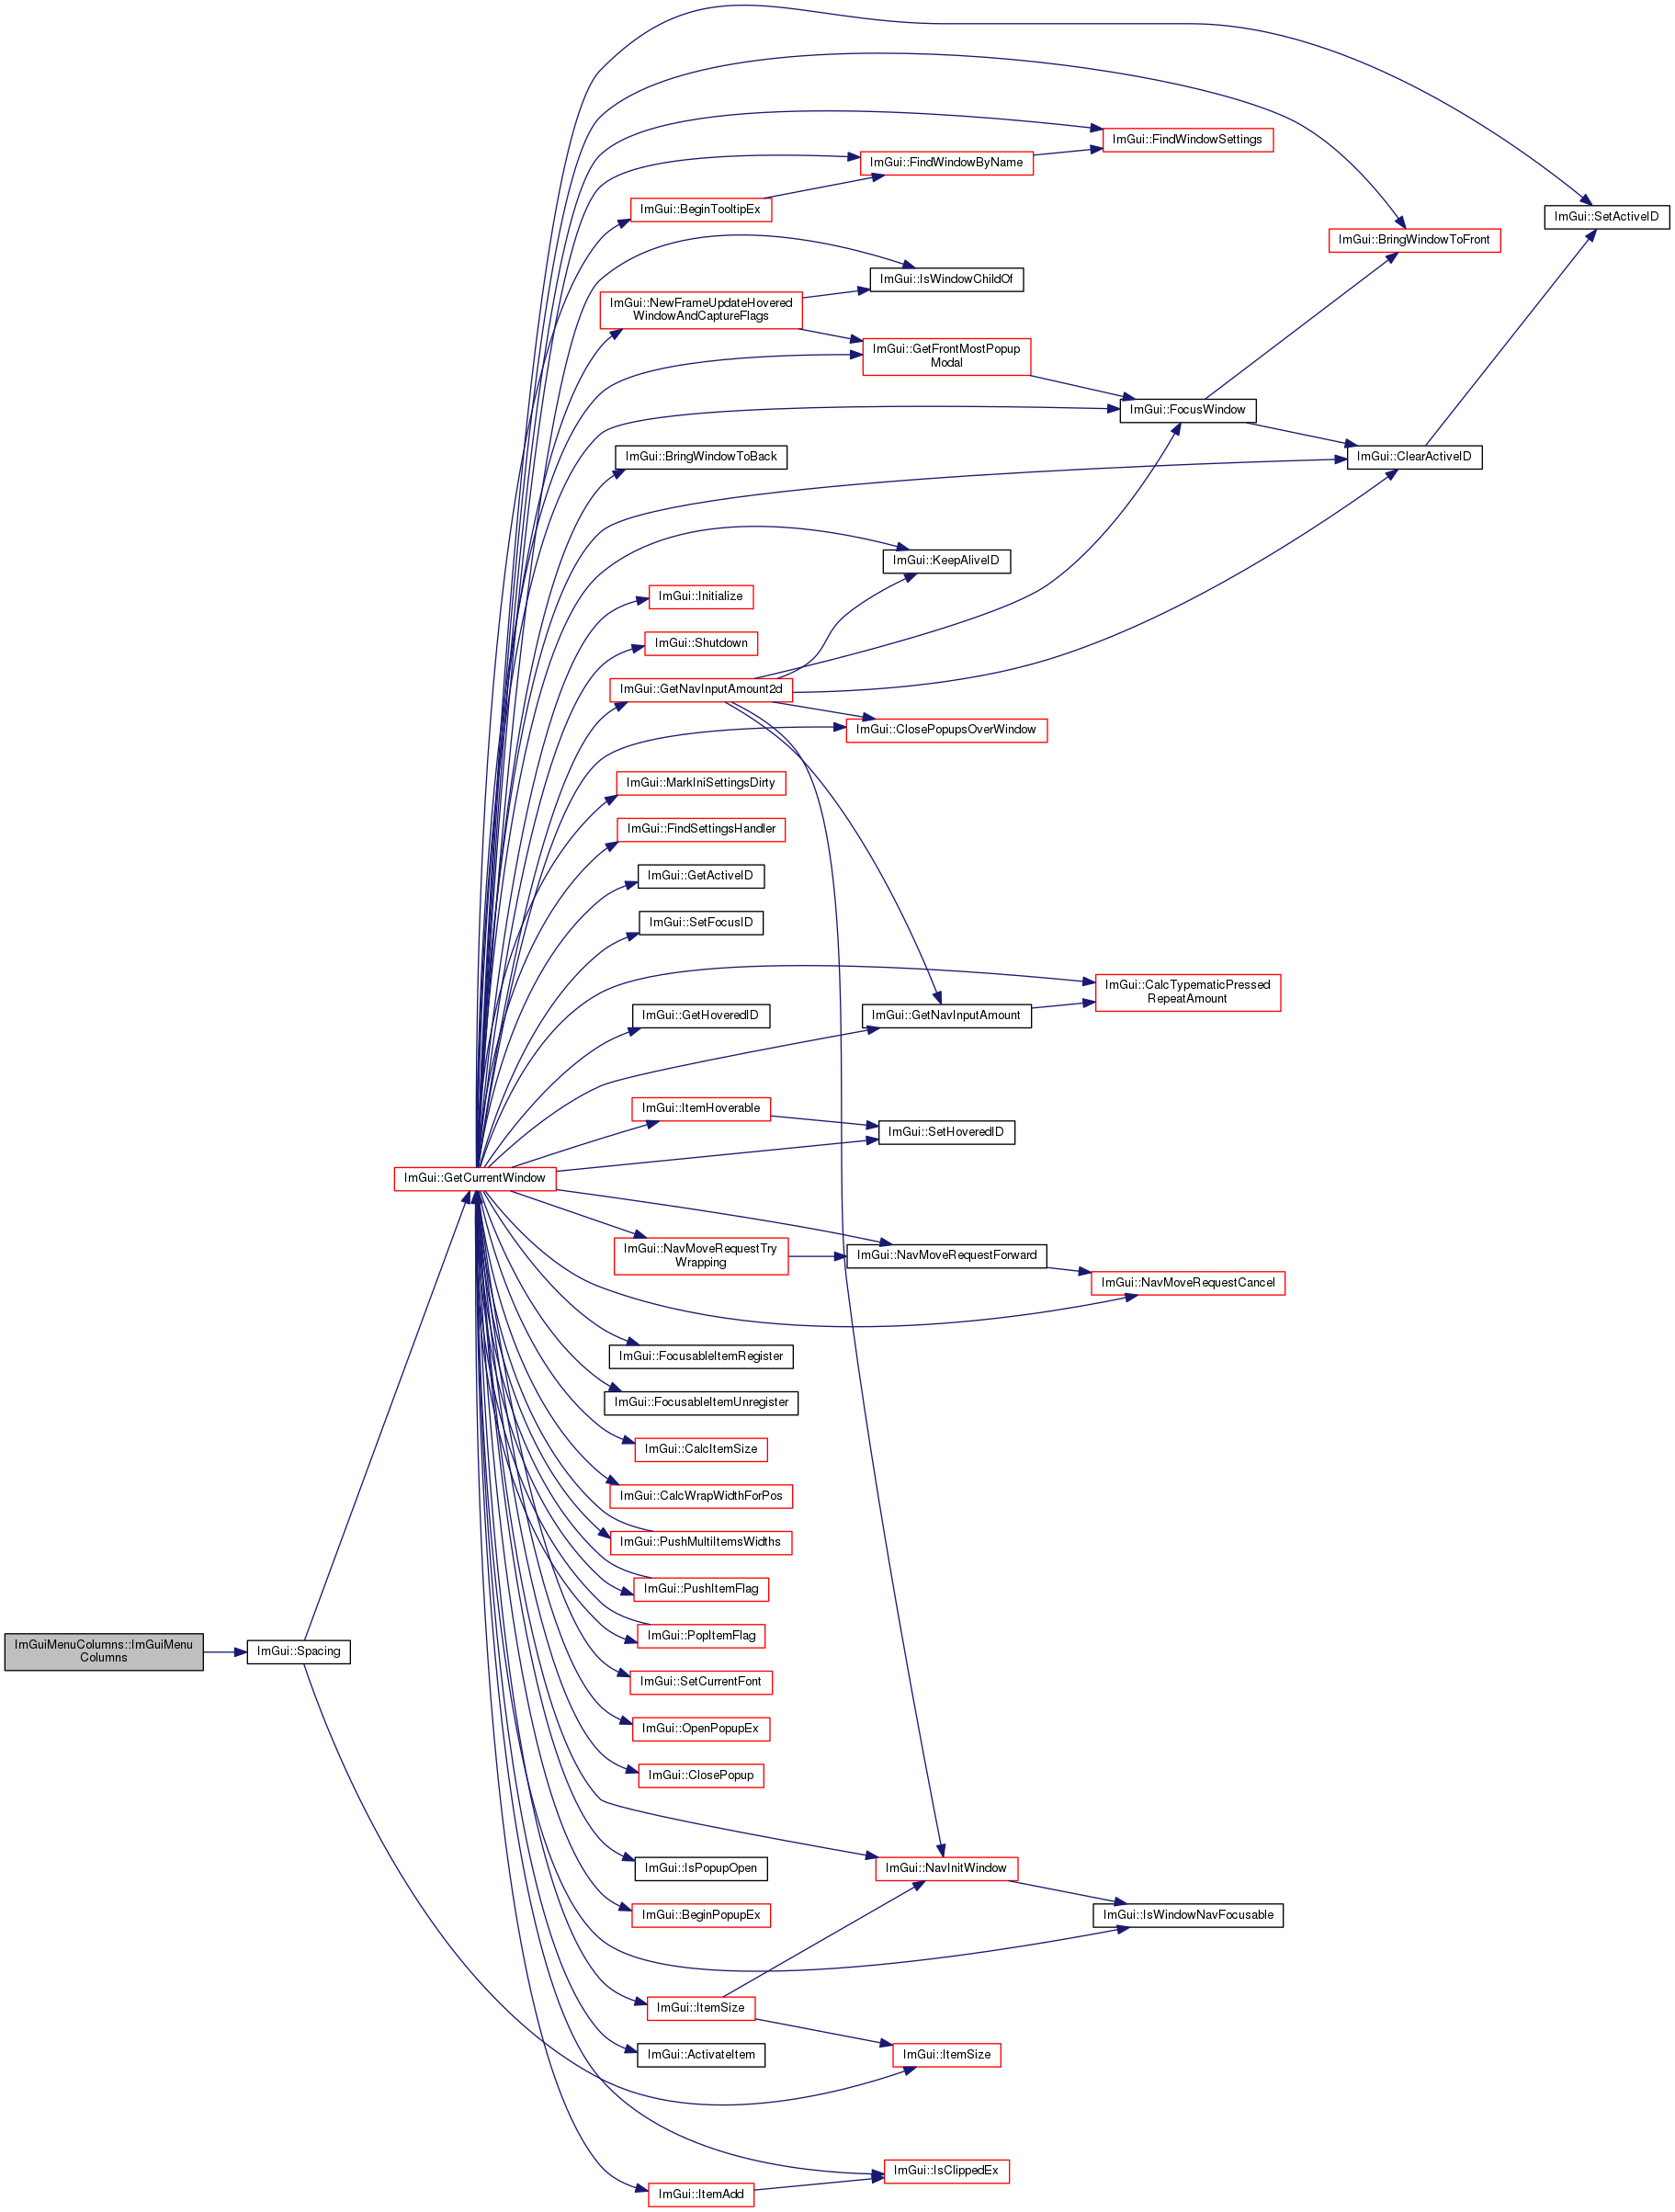 ImGui::FindWindowSettings
ImGui::FindWindowByName
ImGui::BeginTooltipEx
ImGui::SetActiveID
ImGui::BringWindowToFront
ImGui::IsWindowChildOf
ImGui::NewFrameUpdateHovered
WindowAndCaptureFlags
ImGui::GetFrontMostPopup
Modal
ImGui::FocusWindow
ImGui::BringWindowToBack
ImGui::ClearActiveID
ImGui::KeepAliveID
ImGui::Initialize
ImGui::Shutdown
ImGui::GetNavInputAmount2d
ImGui::ClosePopupsOverWindow
ImGui::MarkIniSettingsDirty
ImGui::FindSettingsHandler
ImGui::GetActiveID
ImGui::SetFocusID
ImGui::CalcTypematicPressed
RepeatAmount
ImGui::GetHoveredID
ImGui::GetNavInputAmount
ImGui::ItemHoverable
ImGui::SetHoveredID
ImGui::GetCurrentWindow
ImGui::NavMoveRequestTry
Wrapping
ImGui::NavMoveRequestForward
ImGui::NavMoveRequestCancel
ImGui::FocusableItemRegister
ImGui::FocusableItemUnregister
ImGui::CalcItemSize
ImGui::CalcWrapWidthForPos
ImGui::PushMultiItemsWidths
ImGui::PushItemFlag
ImGui::PopItemFlag
ImGuiMenuColumns::ImGuiMenu
Columns
ImGui::Spacing
ImGui::SetCurrentFont
ImGui::OpenPopupEx
ImGui::ClosePopup
ImGui::IsPopupOpen
ImGui::NavInitWindow
ImGui::BeginPopupEx
ImGui::IsWindowNavFocusable
ImGui::ItemSize
ImGui::ActivateItem
ImGui::ItemSize
ImGui::IsClippedEx
ImGui::ItemAdd